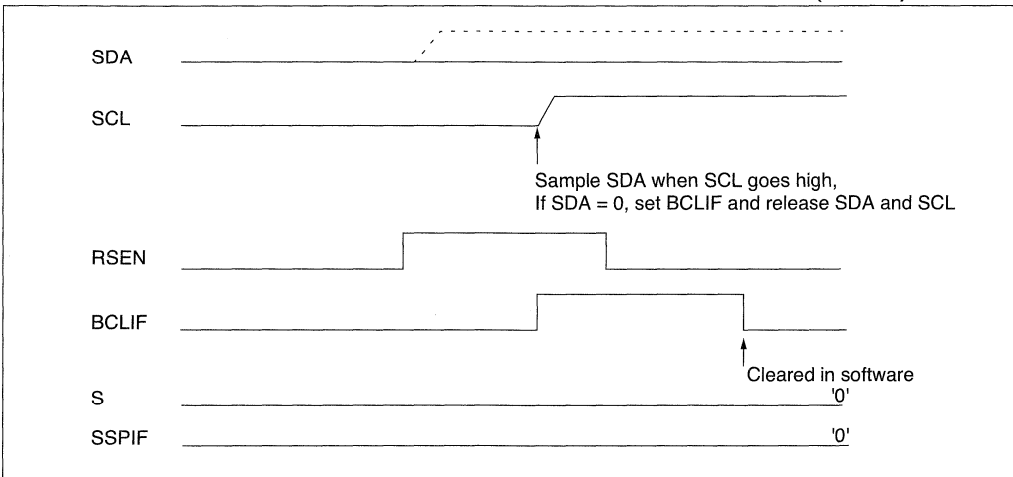 SDA
SCL
Sample SDA when SCL goes high,
If SDA = 0, set BCLIF and release SDA and SCL
RSEN
BCLIF
Cleared in software
S
'0'
SSPIF
'0'